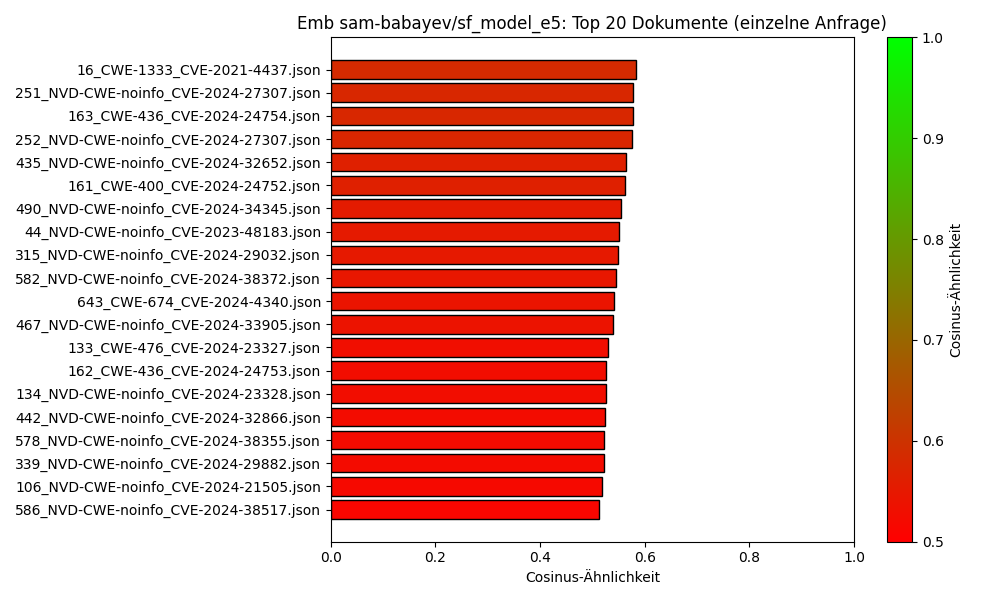 Emb sam-babayev/sf_model_e5: Top 20 Dokumente (einzelne Anfrage)
16_CWE-1333_CVE-2021-4437.json
251_NVD-CWE-noinfo_CVE-2024-27307.json
163_CWE-436_CVE-2024-24754.json
252_NVD-CWE-noinfo_CVE-2024-27307.json
435_NVD-CWE-noinfo_CVE-2024-32652.json
161_CWE-400_CVE-2024-24752.json
490_NVD-CWE-noinfo_CVE-2024-34345.json
44_NVD-CWE-noinfo_CVE-2023-48183.json
315_NVD-CWE-noinfo_CVE-2024-29032.json
582_NVD-CWE-noinfo_CVE-2024-38372.json
643_CWE-674_CVE-2024-4340.json
467_NVD-CWE-noinfo_CVE-2024-33905.json
133_CWE-476_CVE-2024-23327.json
162_CWE-436_CVE-2024-24753.json
134_NVD-CWE-noinfo_CVE-2024-23328.json
442_NVD-CWE-noinfo_CVE-2024-32866.json
578_NVD-CWE-noinfo_CVE-2024-38355.json
339_NVD-CWE-noinfo_CVE-2024-29882.json
106_NVD-CWE-noinfo_CVE-2024-21505.json
586_NVD-CWE-noinfo_CVE-2024-38517.json
0.0 0.2 0.4 0.6 0.8 1.0
Cosinus-Ähnlichkeit
1.0
0.9
0.8
0.7
0.6
0.5
Cosinus-Ähnlichkeit